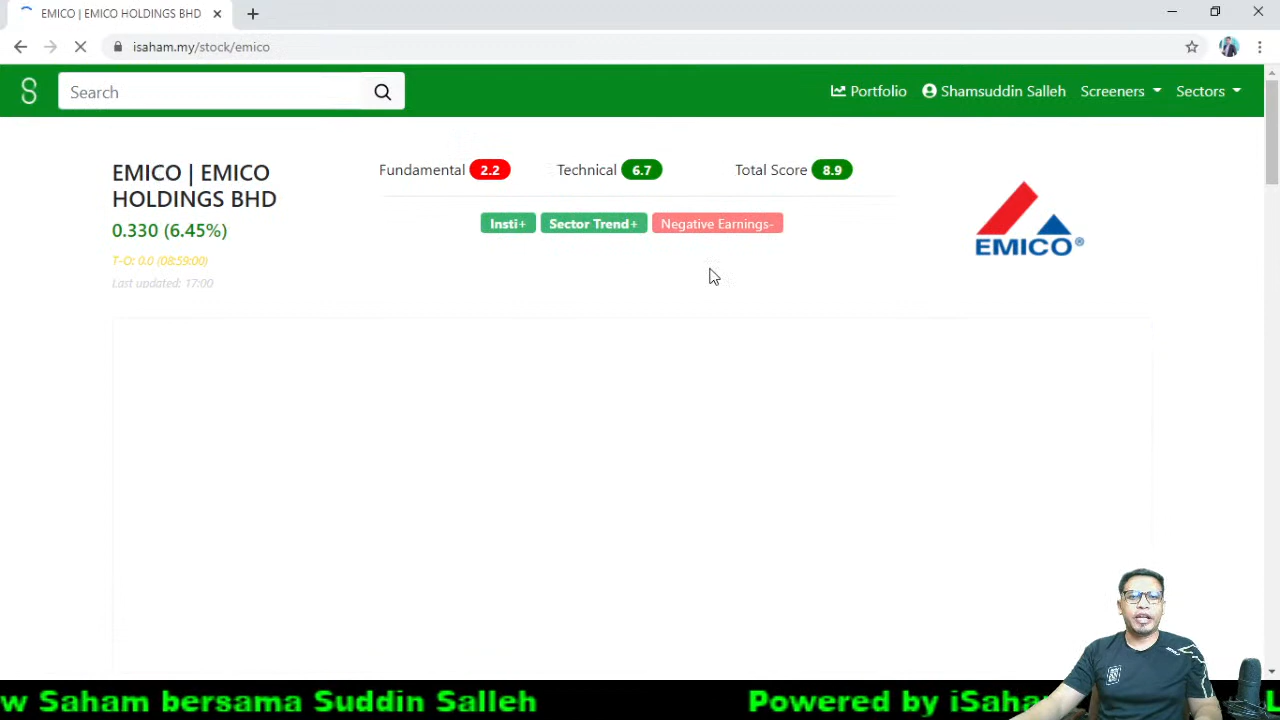 EMICO | EMICO HOLDINGS BHD
isaham.my/stock/emico
Search
Portfolio
Shamsuddin Salleh
Screeners
Sectors
EMICO | EMICO
HOLDINGS BHD
0.330 (6.45%)
T-O: 0.0 (08:59:00)
Last updated: 17:00
Fundamental 2.2
Technical 6.7
Total Score 8.9
Insti+
Sector Trend+
Negative Earnings-
EMICO®
w Saham bersama Suddin Salleh
Powered by iSaha